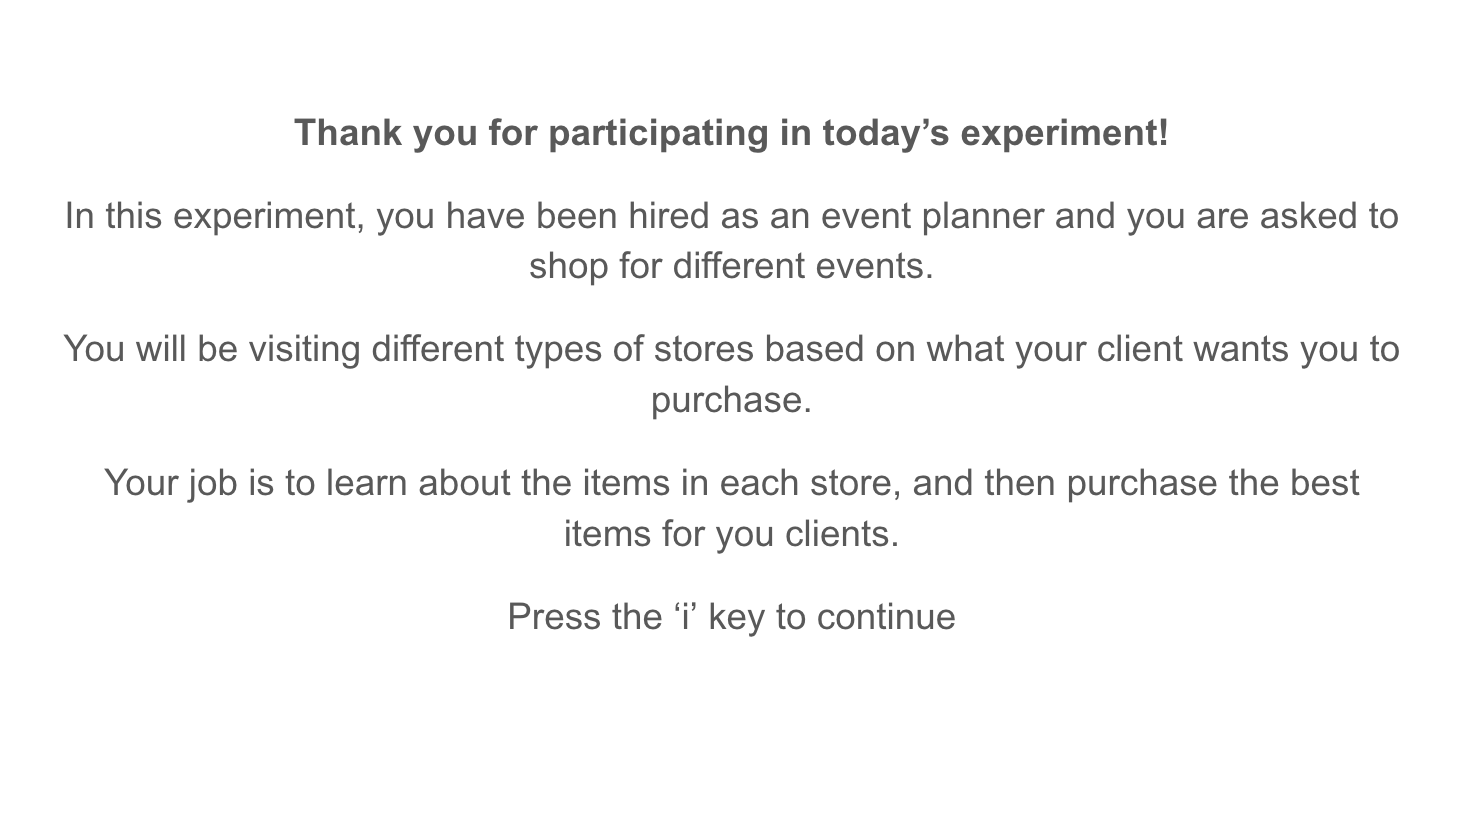 Thank you for participating in today’s experiment!
In this experiment, you have been hired as an event planner and you are asked to
shop for different events.
You will be visiting different types of stores based on what your client wants you to
purchase.
Your job is to learn about the items in each store, and then purchase the best
items for you clients.
Press the ‘i’ key to continue